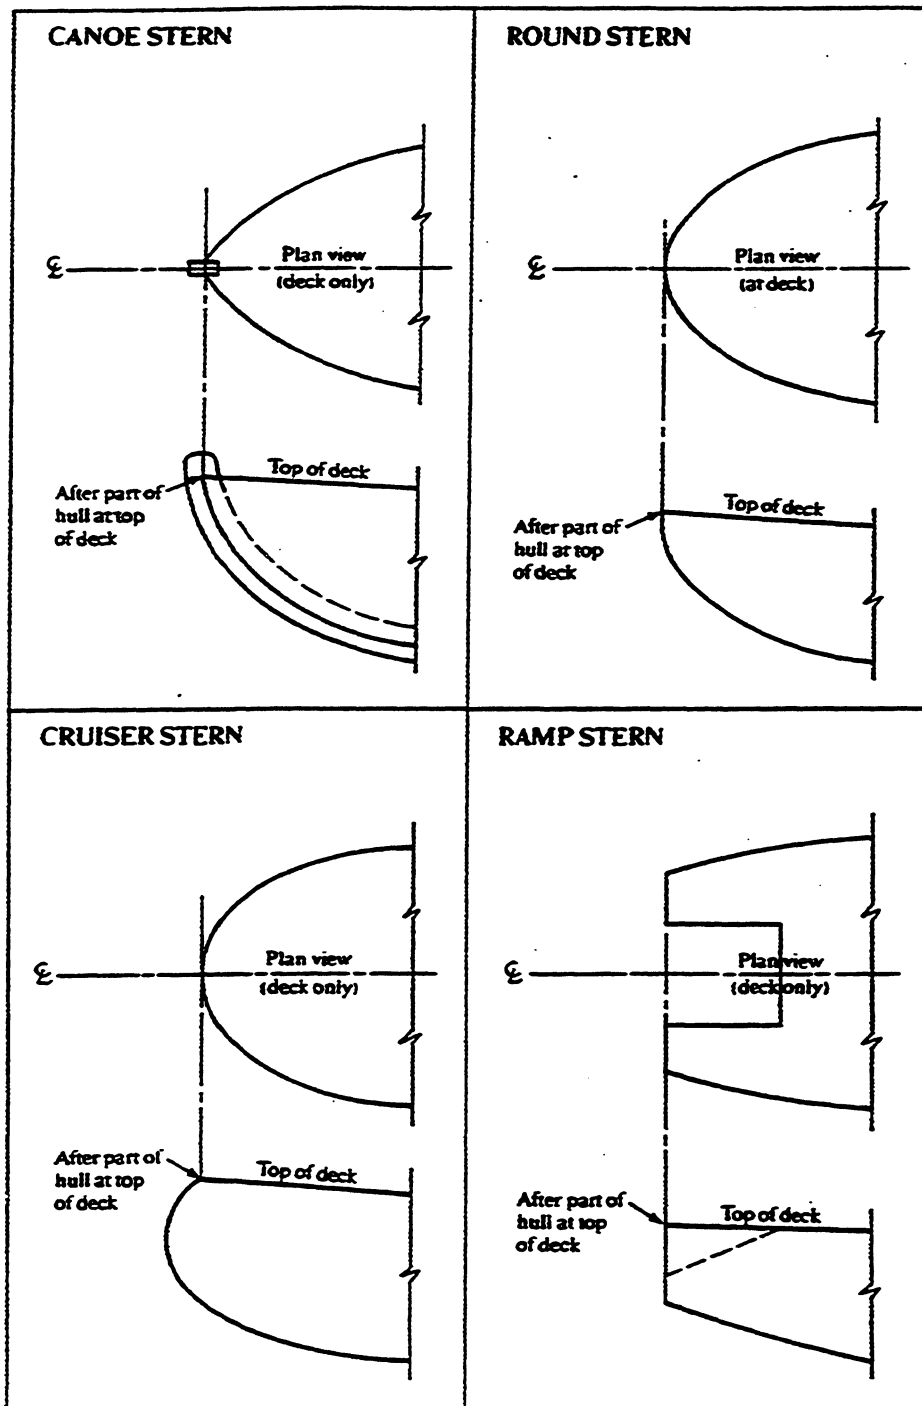 CANOE STERN
℄
Plan view
(deck only)
Top of deck
After part of
hull at top
of deck
ROUND STERN
℄
Plan view
(at deck)
Top of deck
After part of
hull at top
of deck
CRUISER STERN
℄
Plan view
(deck only)
After part of
hull at top
of deck
Top of deck
RAMP STERN
℄
Plan view
(deck only)
After part of
hull at top
of deck
Top of deck